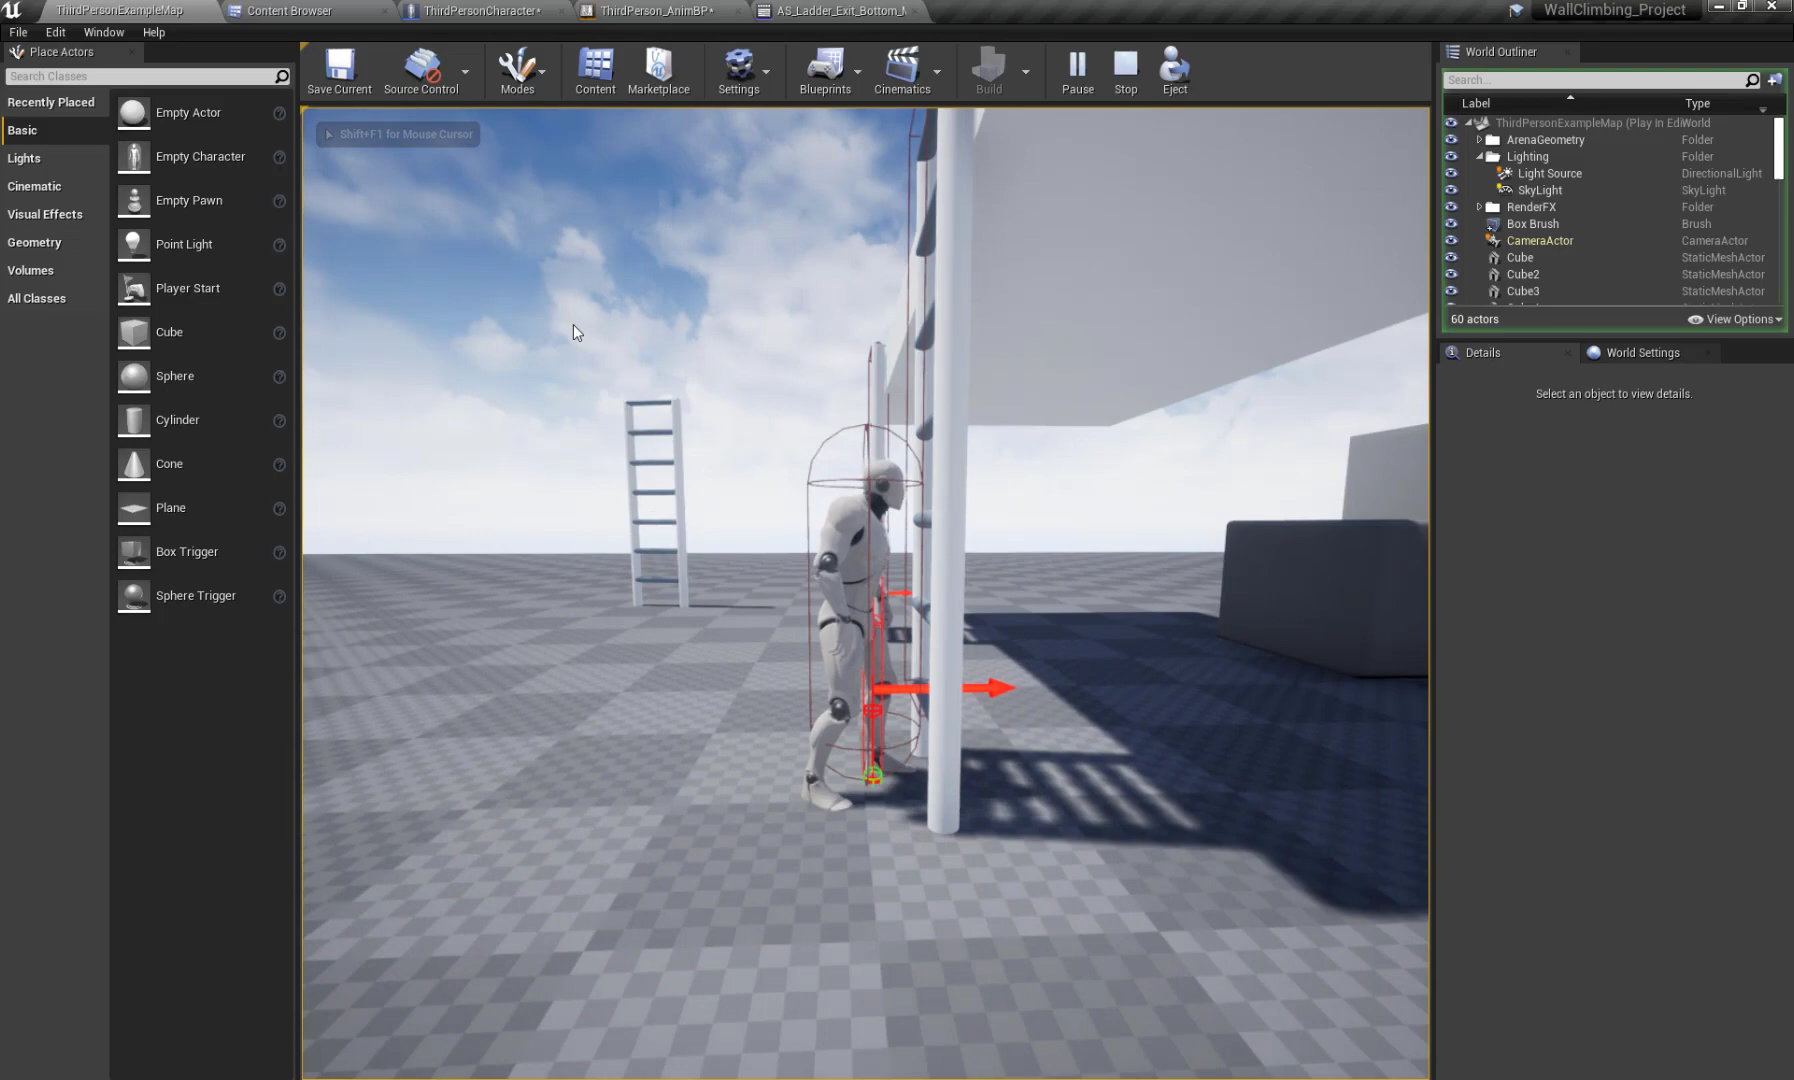 ThirdPersonExampleMap
Content Browser
ThirdPersonCharacter*
ThirdPerson_AnimBP*
AS_Ladder_Exit_Bottom_M
WallClimbing_Project
File Edit Window Help
Place Actors
Search Classes
Recently Placed
Basic
Lights
Cinematic
Visual Effects
Geometry
Volumes
All Classes
Empty Actor
Empty Character
Empty Pawn
Point Light
Player Start
Cube
Sphere
Cylinder
Cone
Plane
Box Trigger
Sphere Trigger
Save Current
Source Control
Modes
Content
Marketplace
Settings
Blueprints
Cinematics
Build
Pause
Stop
Eject
Shift+F1 for Mouse Cursor
World Outliner
Search...
Label Type
ThirdPersonExampleMap (Play In Edi World
ArenaGeometry Folder
Lighting Folder
Light Source DirectionalLight
SkyLight SkyLight
RenderFX Folder
Box Brush Brush
CameraActor CameraActor
Cube StaticMeshActor
Cube2 StaticMeshActor
Cube3 StaticMeshActor
60 actors View Options
Details
World Settings
Select an object to view details.